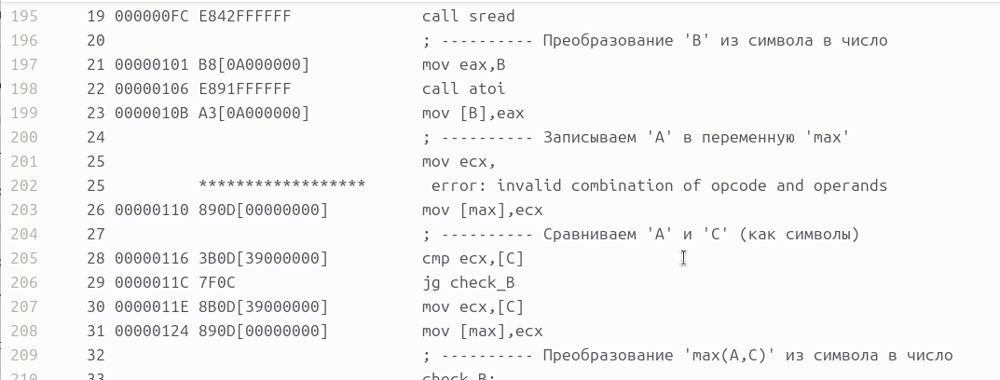 195 19 000000FC E842FFFFFF call sread
196 20 ; ---------- Преобразование 'B' из символа в число
197 21 00000101 B8[0A000000] mov eax,B
198 22 00000106 E891FFFFFF call atoi
199 23 0000010B A3[0A000000] mov [B],eax
200 24 ; ---------- Записываем 'A' в переменную 'max'
201 25 mov ecx,
202 25 ****************** error: invalid combination of opcode and operands
203 26 00000110 890D[00000000] mov [max],ecx
204 27 ; ---------- Сравниваем 'A' и 'C' (как символы)
205 28 00000116 3B0D[39000000] cmp ecx,[C]
206 29 0000011C 7F0C jg check_B
207 30 0000011E 8B0D[39000000] mov ecx,[C]
208 31 00000124 890D[00000000] mov [max],ecx
209 32 ; ---------- Преобразование 'max(A,C)' из символа в число
210 33 check_B: